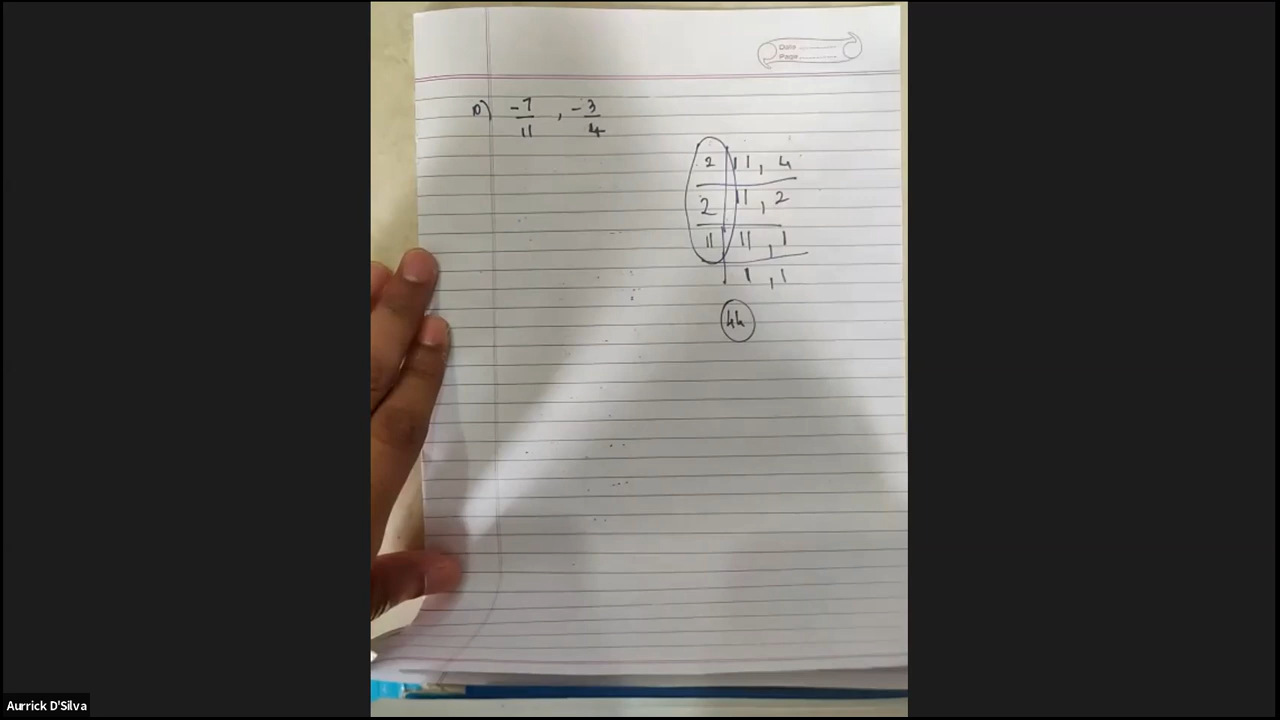 Date
Page
D) -7/11 , -3/4
2 | 11, 4
2 | 11, 2
11 | 11, 1
1, 1
44
Aurrick D'Silva